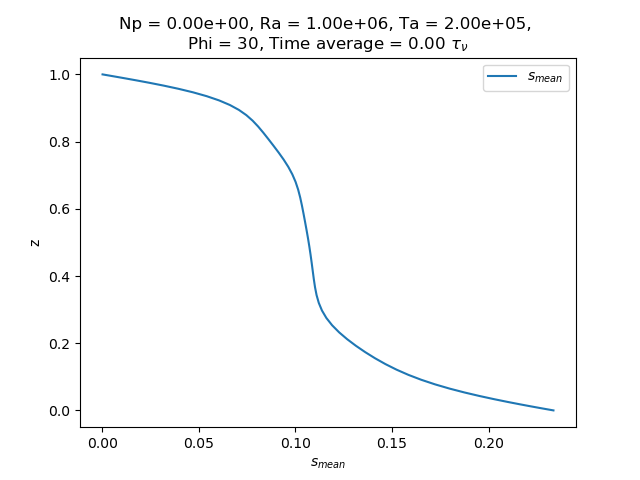 Np = 0.00e+00, Ra = 1.00e+06, Ta = 2.00e+05,
Phi = 30, Time average = 0.00 τ_ν
s_mean
1.0
0.8
0.6
0.4
0.2
0.0
z
0.00 0.05 0.10 0.15 0.20
s_mean